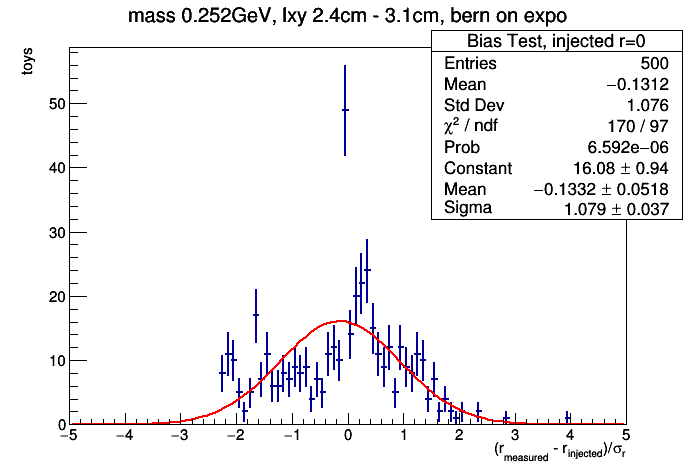 mass 0.252GeV, lxy 2.4cm - 3.1cm, bern on expo
toys
Bias Test, injected r=0
Entries 500
Mean −0.1312
Std Dev 1.076
χ² / ndf 170 / 97
Prob 6.592e−06
Constant 16.08 ± 0.94
Mean −0.1332 ± 0.0518
Sigma 1.079 ± 0.037
50
40
30
20
10
0
−5 −4 −3 −2 −1 0 1 2 3 4 5
(r_measured - r_injected)/σ_r